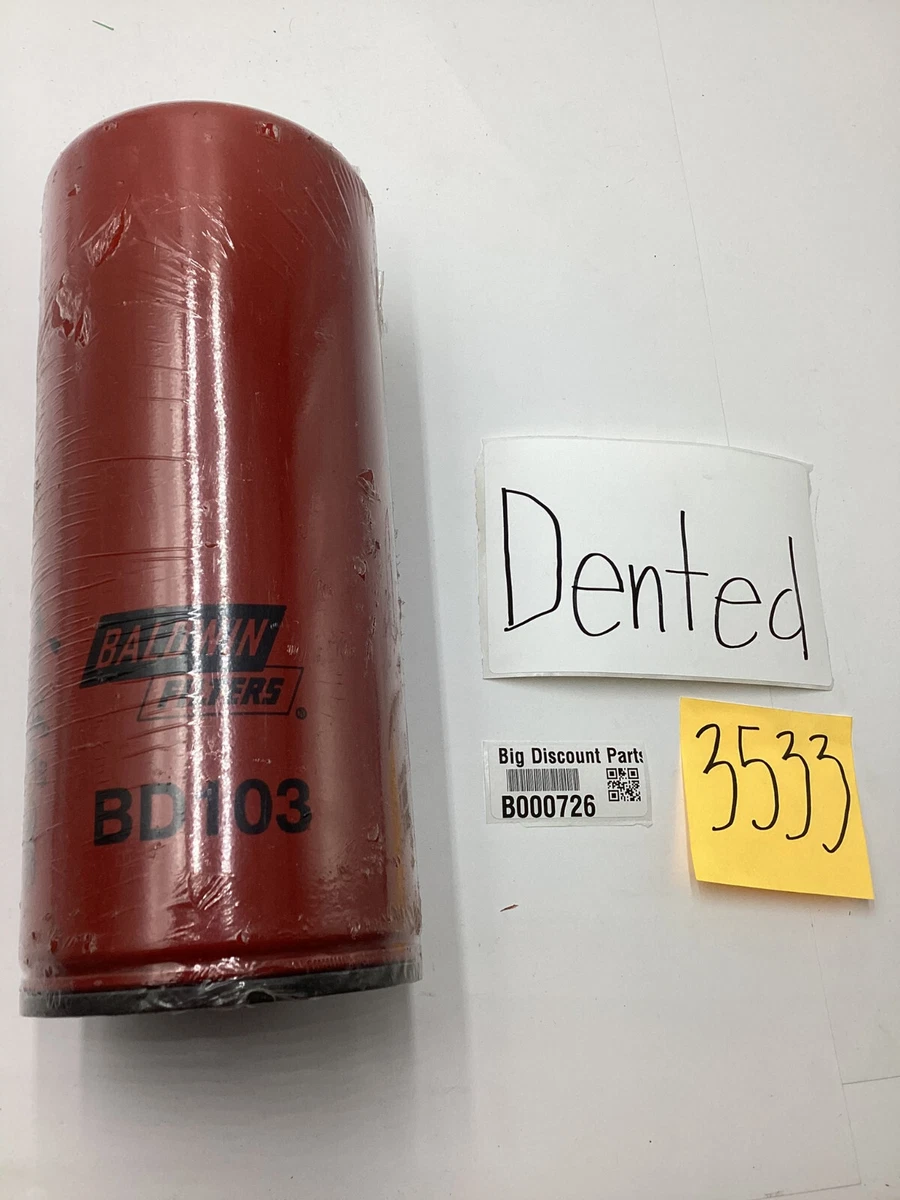 BALDWIN
FILTERS®
BD103
Dented
Big Discount Parts
B000726
3533